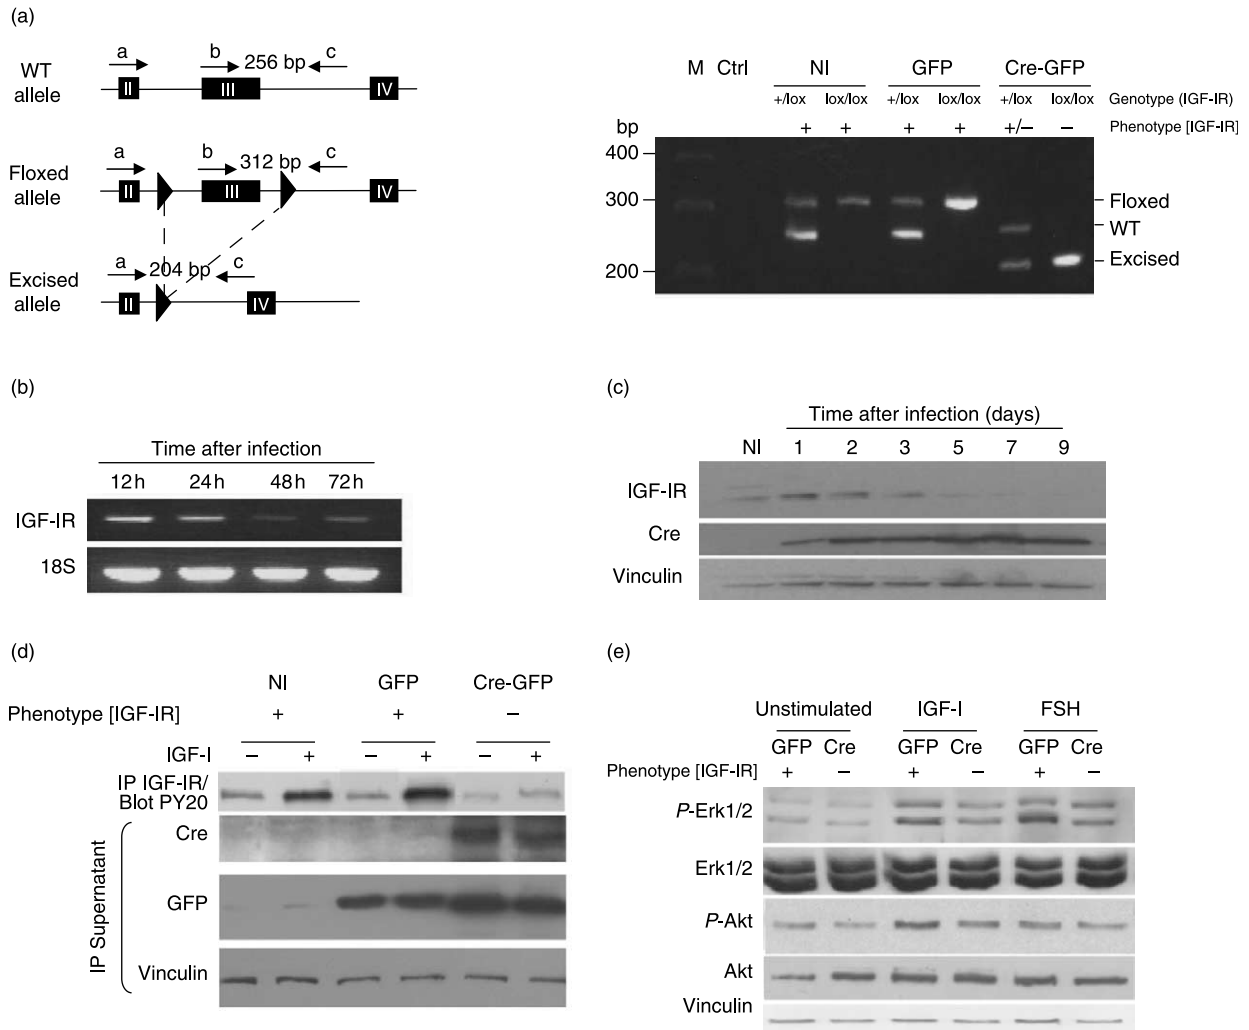 (a)
a
b
256 bp
c
WT
allele
II
III
IV
a
b
312 bp
c
Floxed
allele
II
III
IV
a
204 bp
c
Excised
allele
II
IV
M Ctrl NI GFP Cre-GFP
+/lox lox/lox +/lox lox/lox +/lox lox/lox Genotype (IGF-IR)
+ + + + +/− − Phenotype [IGF-IR]
bp
400
300
200
Floxed
WT
Excised
(b)
Time after infection
12h 24h 48h 72h
IGF-IR
18S
(c)
Time after infection (days)
NI 1 2 3 5 7 9
IGF-IR
Cre
Vinculin
(d)
NI GFP Cre-GFP
Phenotype [IGF-IR] + + −
IGF-I − + − + − +
IP IGF-IR/
Blot PY20
IP Supernatant
Cre
GFP
Vinculin
(e)
Unstimulated IGF-I FSH
GFP Cre GFP Cre GFP Cre
Phenotype [IGF-IR] + − + − + −
P-Erk1/2
Erk1/2
P-Akt
Akt
Vinculin